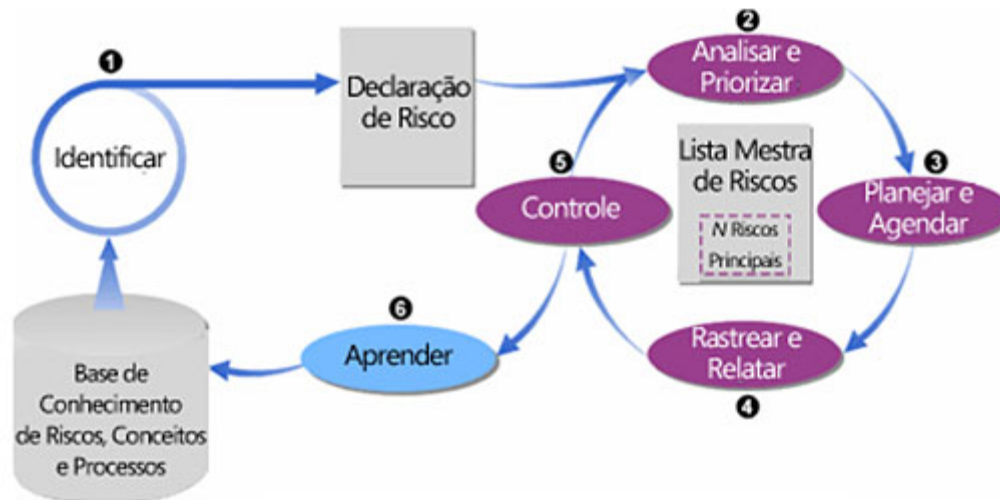 1
Identificar
Declaração
de Risco
2
Analisar e
Priorizar
3
Planejar e
Agendar
Lista Mestra
de Riscos
N Riscos
Principais
4
Rastrear e
Relatar
5
Controle
6
Aprender
Base de
Conhecimento
de Riscos, Conceitos
e Processos